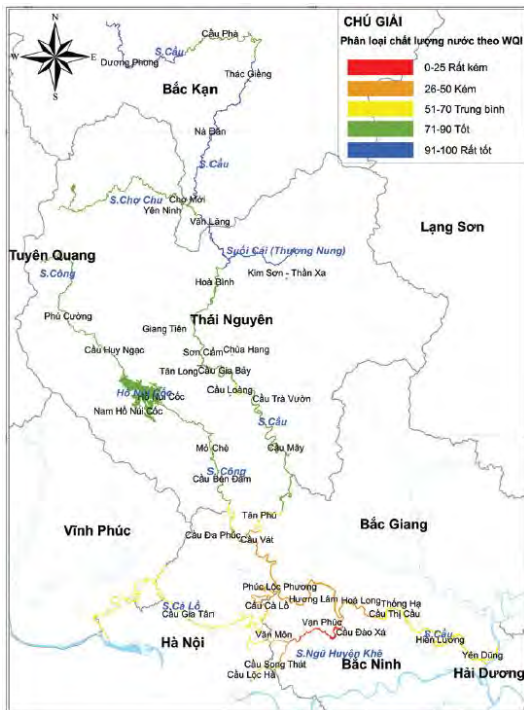 CHÚ GIẢI
Phân loại chất lượng nước theo WQI
0-25 Rất kém
26-50 Kém
51-70 Trung bình
71-90 Tốt
91-100 Rất tốt
N
W
E
S
S.Cầu
Cầu Phà
Dương Phong
Thác Giềng
Bắc Kạn
Nà Bản
S.Cầu
S.Chợ Chu
Chợ Mới
Yên Ninh
Văn Lăng
Lạng Sơn
Tuyên Quang
Suối Cái (Thượng Nung)
S.Công
Kim Sơn - Thần Xa
Hoà Bình
Phú Cường
Thái Nguyên
Giang Tiên
Cầu Huy Ngạc
Sơn Cẩm
Chùa Hang
Tân Long
Cầu Gia Bảy
Cầu Loàng
Cầu Trà Vườn
Hồ Núi Cốc
Nam Hồ Núi Cốc
S.Cầu
Mỏ Chè
Cầu Mây
S. Công
Cầu Bến Đẫm
Tân Phú
Vĩnh Phúc
Bắc Giang
Cầu Đa Phúc
Cầu Vát
Phúc Lộc Phương
Hương Lâm
Hoà Long
Thống Hạ
S.Cà Lồ
Cầu Cà Lồ
Cầu Thị Cầu
Cầu Gia Tân
Vạn Phúc
S.Cầu
Hà Nội
Văn Môn
Cầu Đào Xá
Hiền Lương
S.Ngũ Huyện Khê
Bắc Ninh
Yên Dũng
Cầu Song Thát
Hải Dương
Cầu Lộc Hà